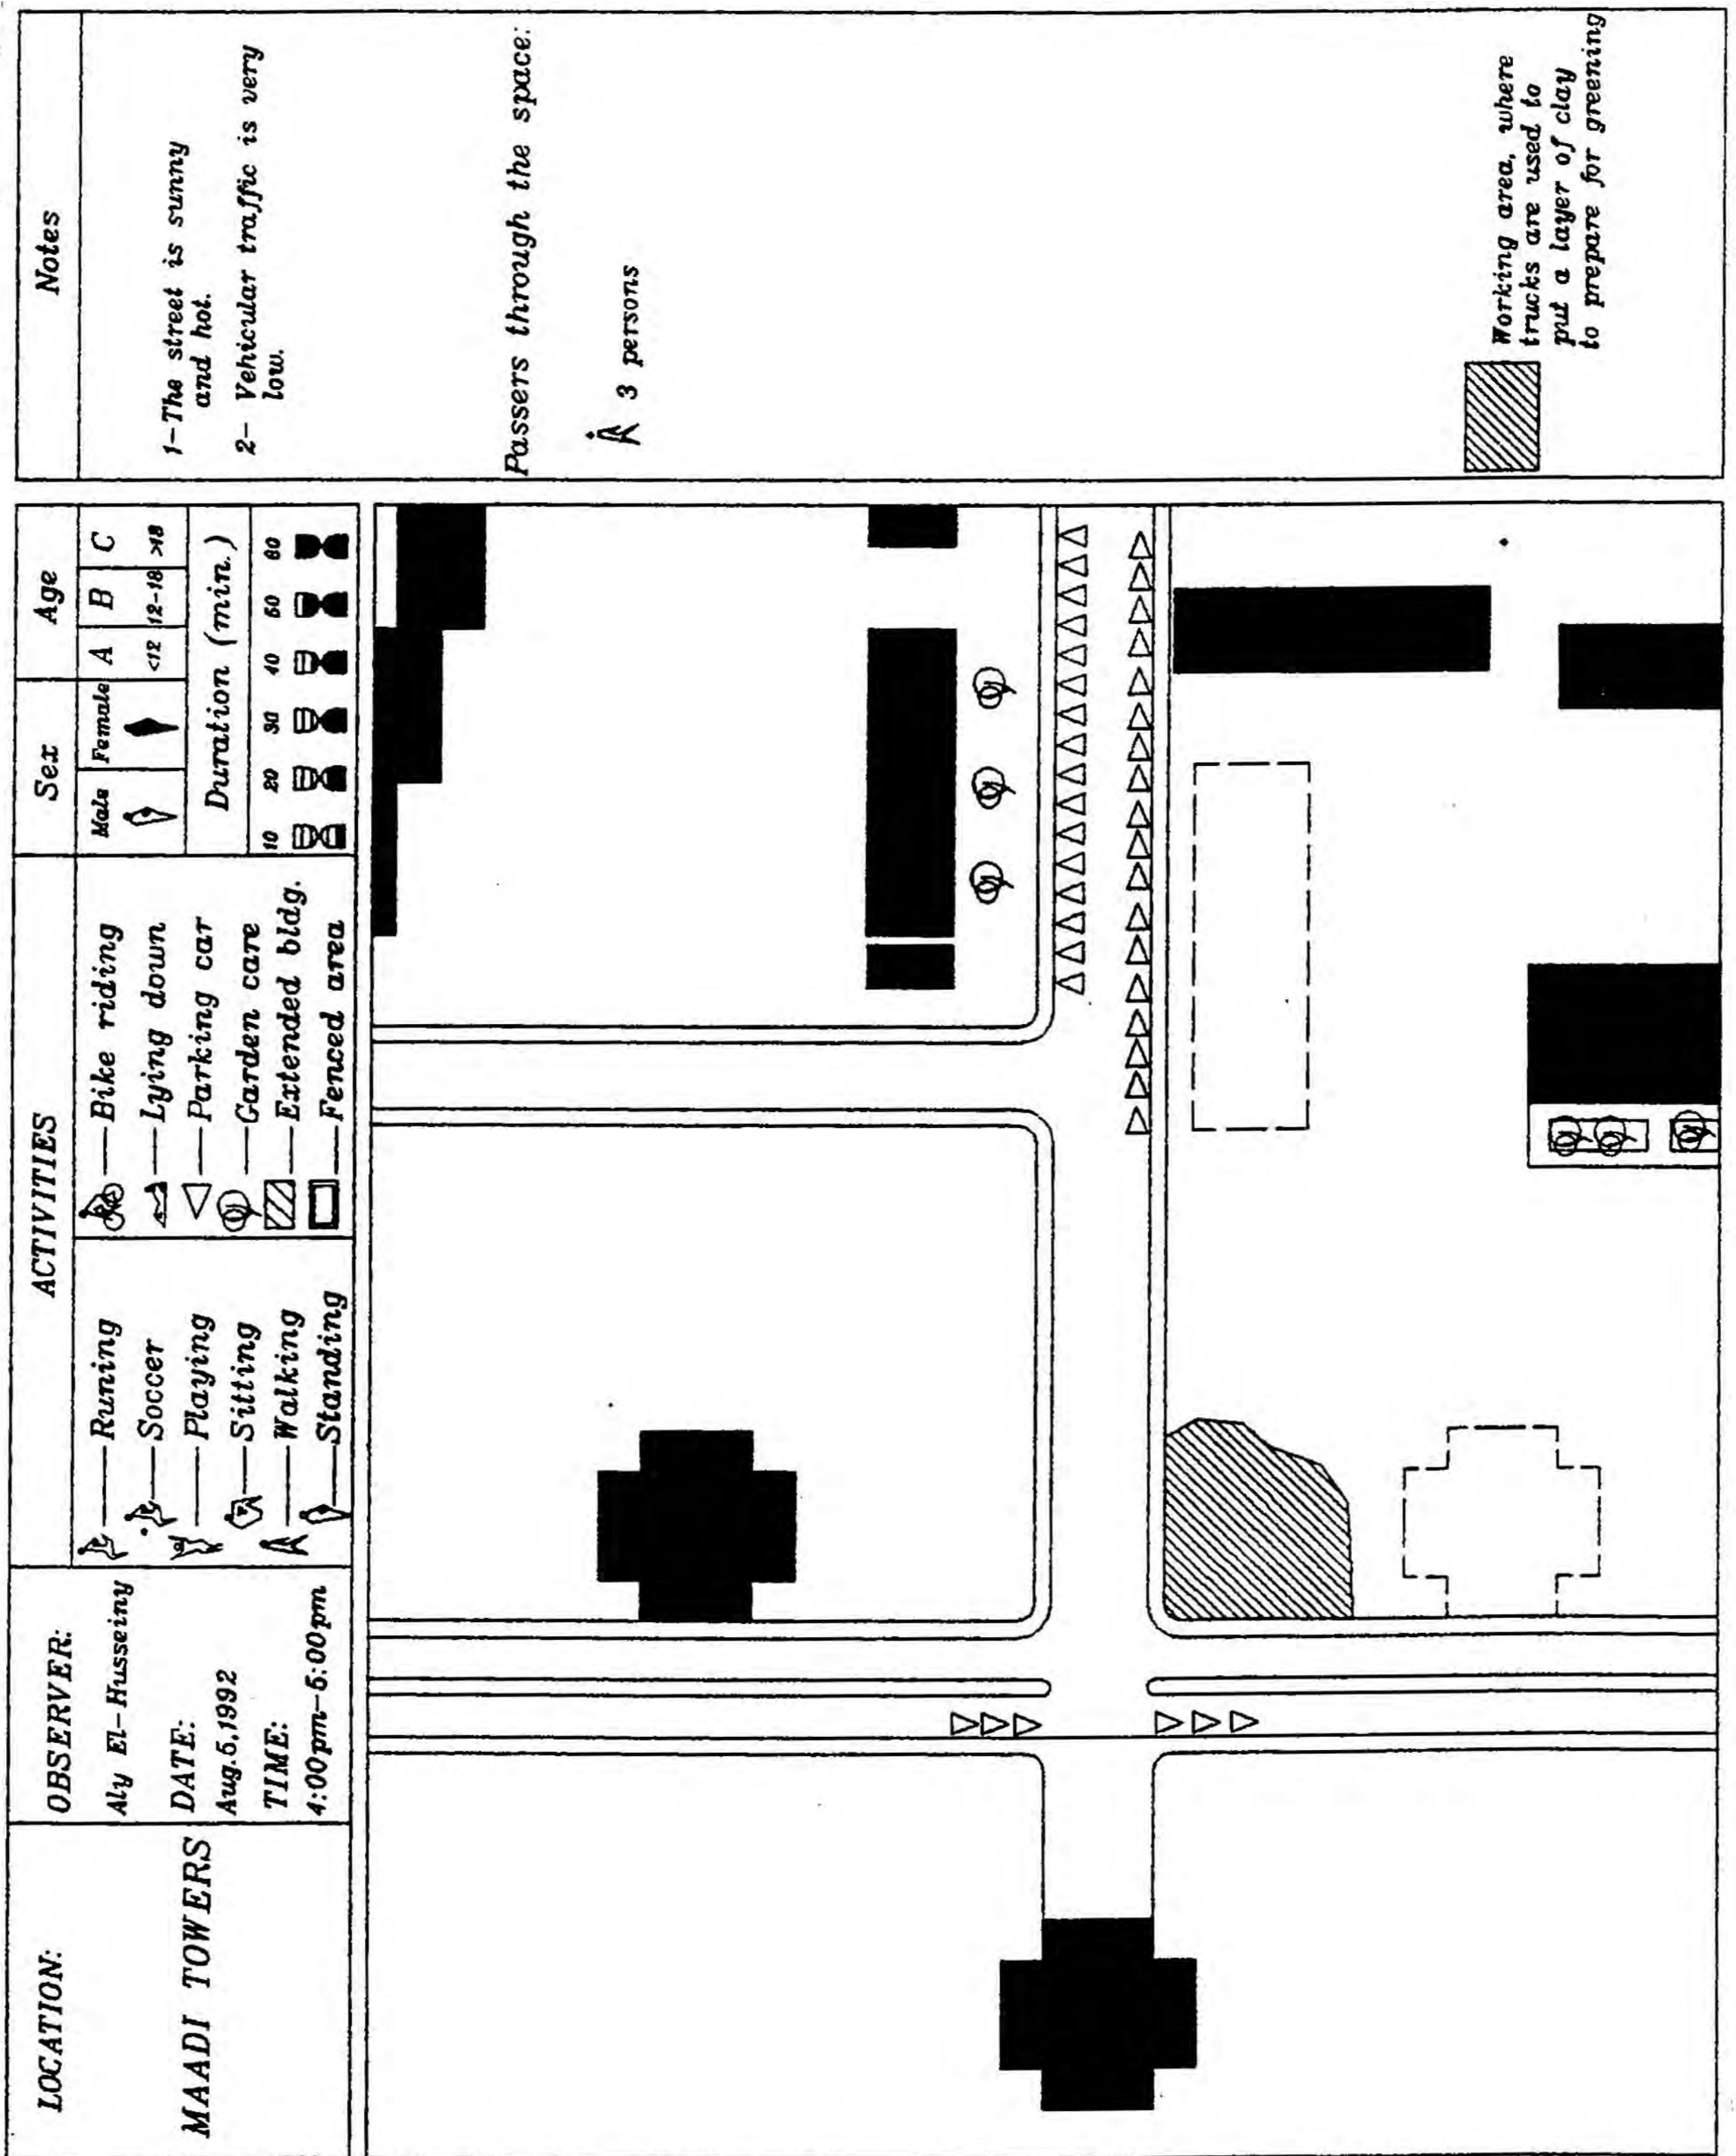 LOCATION:
MAADI TOWERS
OBSERVER:
Aly El-Husseiny
DATE:
Aug.5,1992
TIME:
4:00pm-5:00pm
ACTIVITIES
Runing
Soccer
Playing
Sitting
Walking
Standing
Bike riding
Lying down
Parking car
Garden care
Extended bldg.
Fenced area
Sex
Age
Male Female A B C
<12 12-18 >18
Duration (min.)
10 20 30 40 50 60
Notes
1-The street is sunny
and hot.
2- Vehicular traffic is very
low.
Passers through the space:
3 persons
Working area, where
trucks are used to
put a layer of clay
to prepare for greening